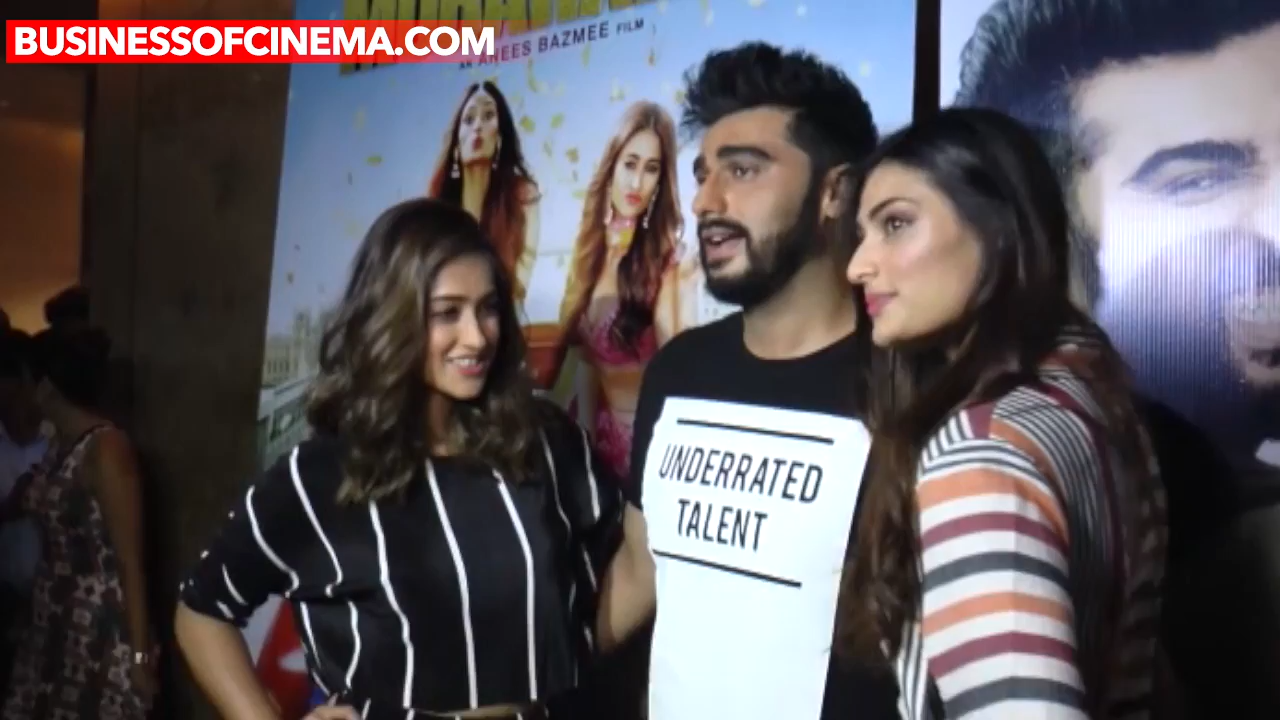 BUSINESSOFCINEMA.COM
AN ANEES BAZMEE FILM
UNDERRATED
TALENT